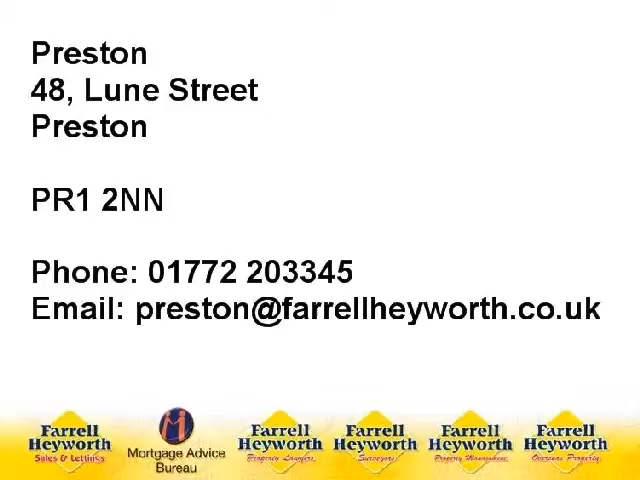 Preston
48, Lune Street
Preston
PR1 2NN
Phone: 01772 203345
Email: preston@farrellheyworth.co.uk
Farrell
Heyworth
Sales & Lettings
Mortgage Advice
Bureau
Farrell
Heyworth
Property Lawyers
Farrell
Heyworth
Surveyors
Farrell
Heyworth
Property Management
Farrell
Heyworth
Overseas Property